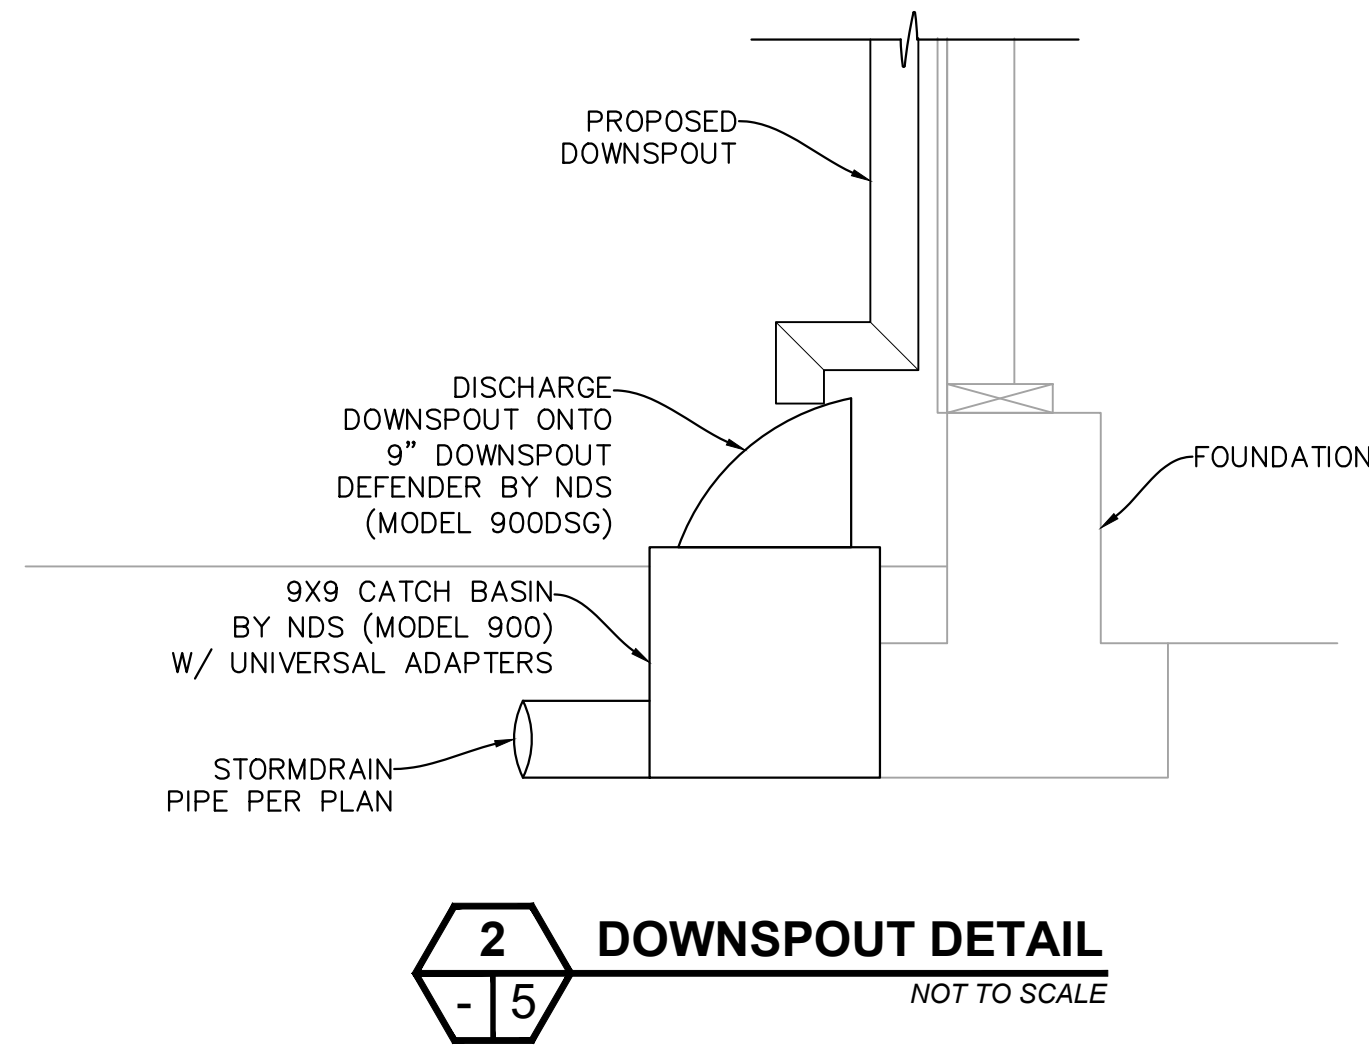 PROPOSED
DOWNSPOUT
DISCHARGE
DOWNSPOUT ONTO
9” DOWNSPOUT
DEFENDER BY NDS
(MODEL 900DSG)
FOUNDATION
9X9 CATCH BASIN
BY NDS (MODEL 900)
W/ UNIVERSAL ADAPTERS
STORMDRAIN
PIPE PER PLAN
2
- 5
DOWNSPOUT DETAIL
NOT TO SCALE